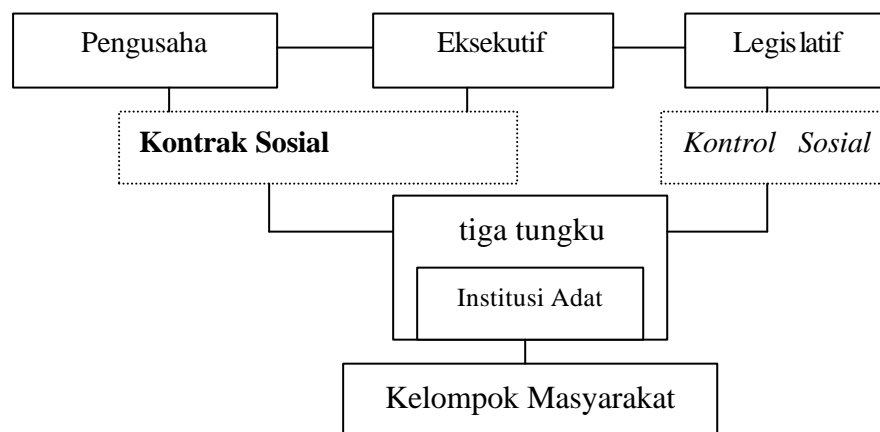 Pengusaha Eksekutif Legislatif
Kontrak Sosial Kontrol Sosial
tiga tungku
Institusi Adat
Kelompok Masyarakat